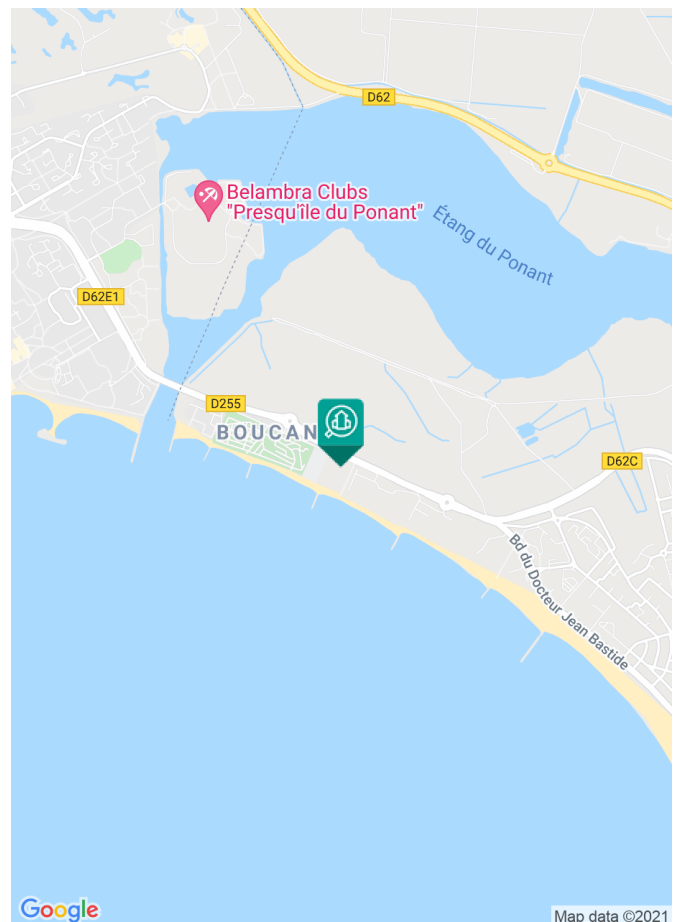 D62
Belambra Clubs
"Presqu'île du Ponant"
Étang du Ponant
D62E1
D255
BOUCAN
D62C
Bd du Docteur Jean Bastide
Google
Map data ©2021